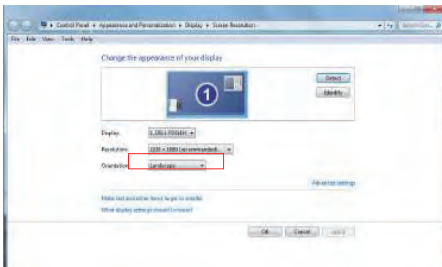 Control Panel ▸ Appearance and Personalization ▸ Display ▸ Screen Resolution
File Edit View Tools Help
Change the appearance of your display
1
Detect
Identify
Display:
Resolution:
Orientation: Landscape
Advanced settings
Make text and other items larger or smaller
What display settings should I choose?
OK Cancel Apply